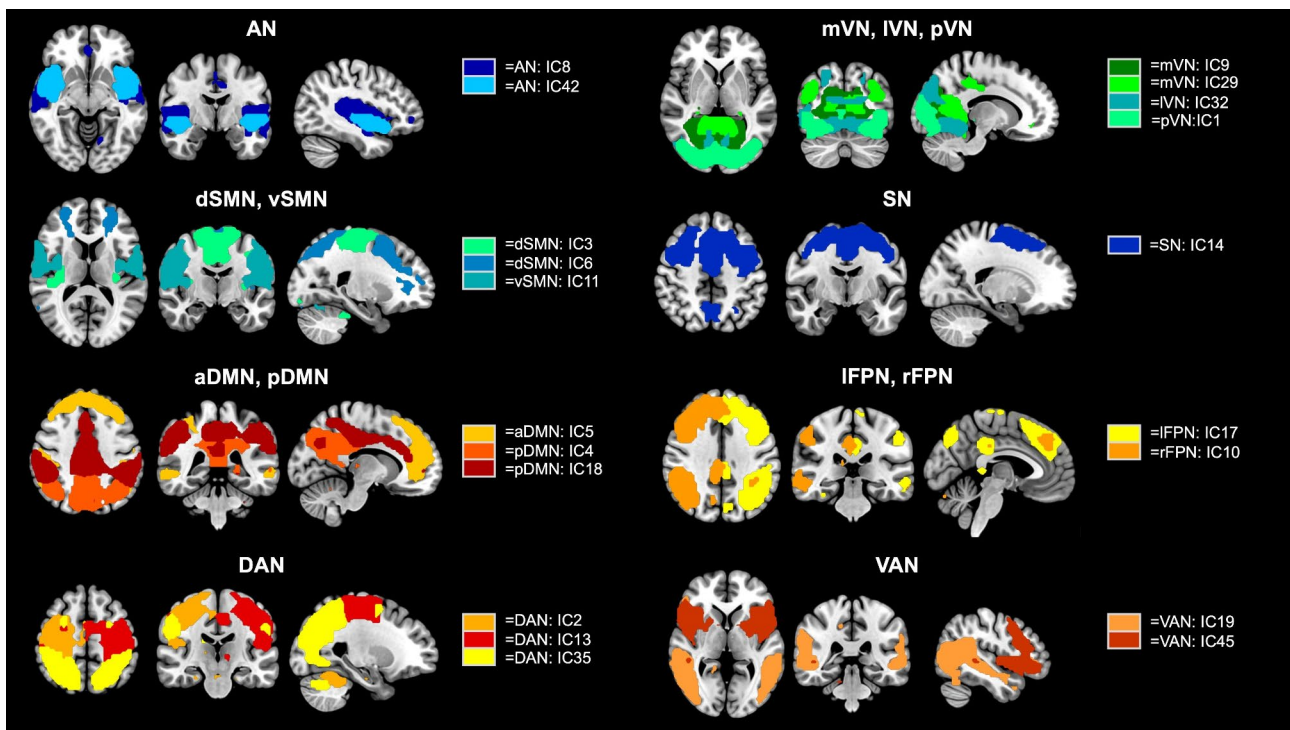 AN
=AN: IC8
=AN: IC42
mVN, lVN, pVN
=mVN: IC9
=mVN: IC29
=lVN: IC32
=pVN:IC1
dSMN, vSMN
=dSMN: IC3
=dSMN: IC6
=vSMN: IC11
SN
=SN: IC14
aDMN, pDMN
=aDMN: IC5
=pDMN: IC4
=pDMN: IC18
lFPN, rFPN
=lFPN: IC17
=rFPN: IC10
DAN
=DAN: IC2
=DAN: IC13
=DAN: IC35
VAN
=VAN: IC19
=VAN: IC45